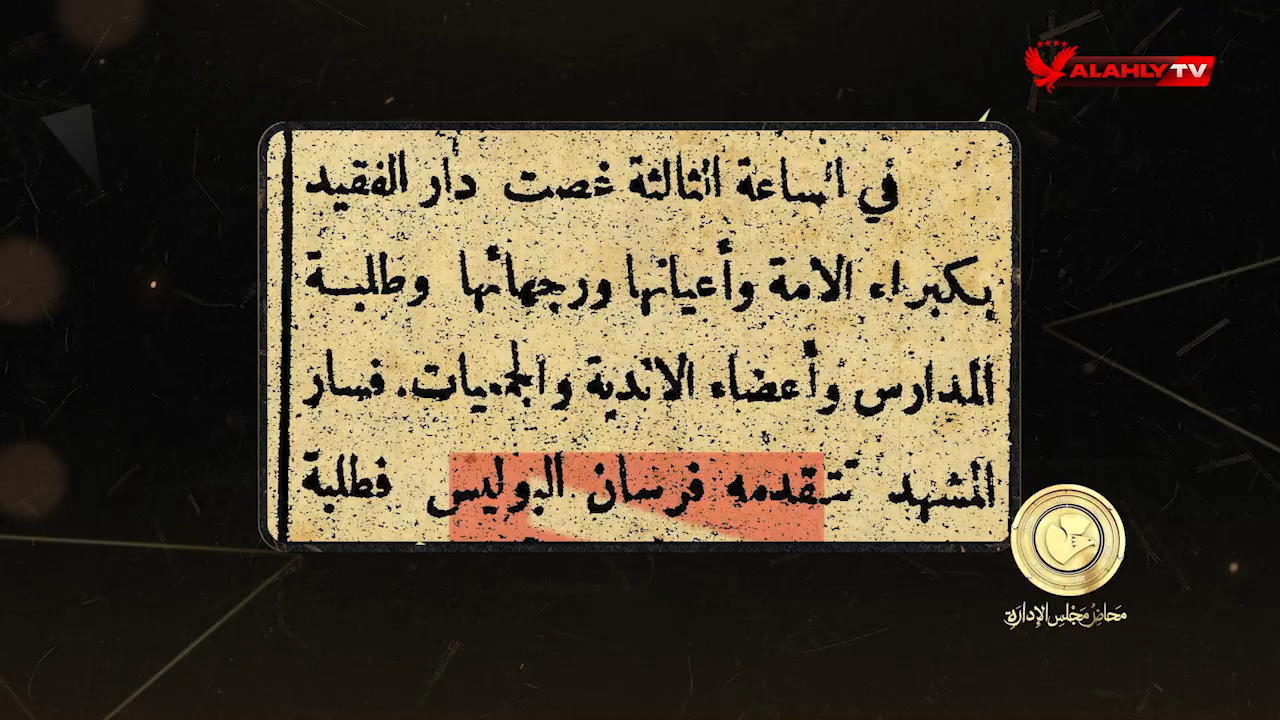 ALAHLY TV
في الساعة الثالثة غصت دار الفقيد
بكبراء الامة وأعيانها ووجهائها وطلبة
المدارس وأعضاء الاندية والجمعيات. فسار
المشهد تتقدمه فرسان البوليس فطلبة
محاضر مجلس الإدارة